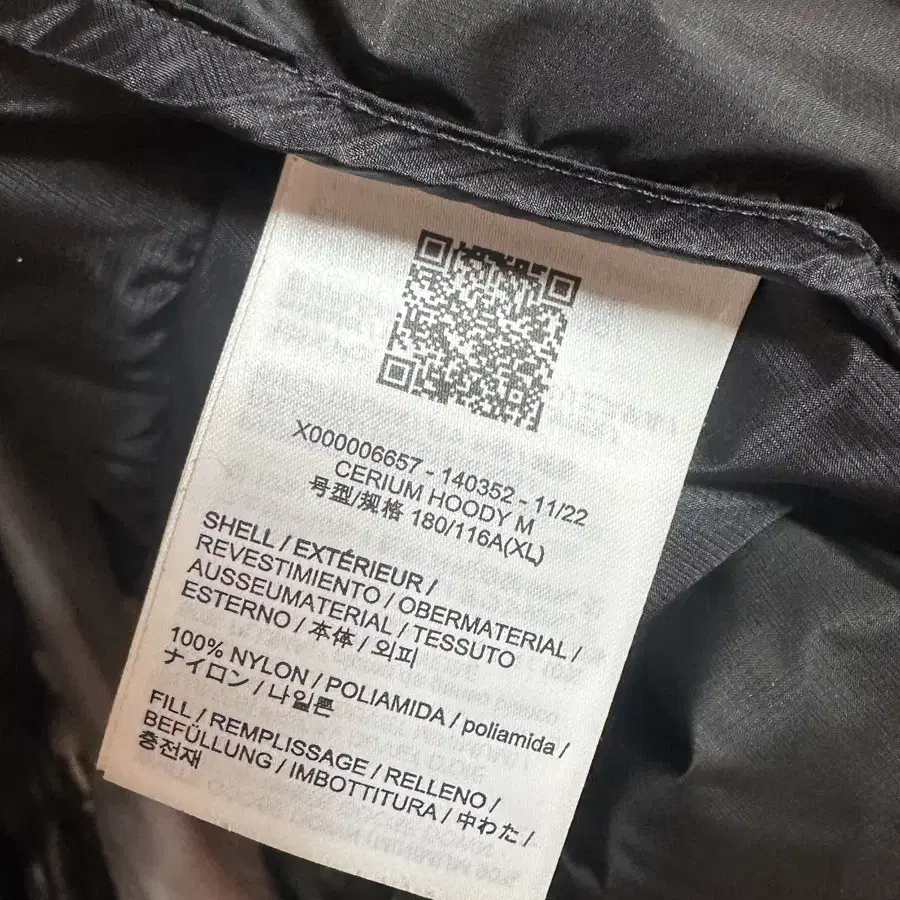 X000006657 - 140352 - 11/22
CERIUM HOODY M
号型/规格 180/116A(XL)
SHELL / EXTÉRIEUR /
REVESTIMIENTO / OBERMATERIAL /
AUSSEUMATERIAL / TESSUTO
ESTERNO / 本体 / 외피
100% NYLON / POLIAMIDA / poliamida /
ナイロン / 나일론
FILL / REMPLISSAGE / RELLENO /
BEFÜLLUNG / IMBOTTITURA / 中わた /
충전재